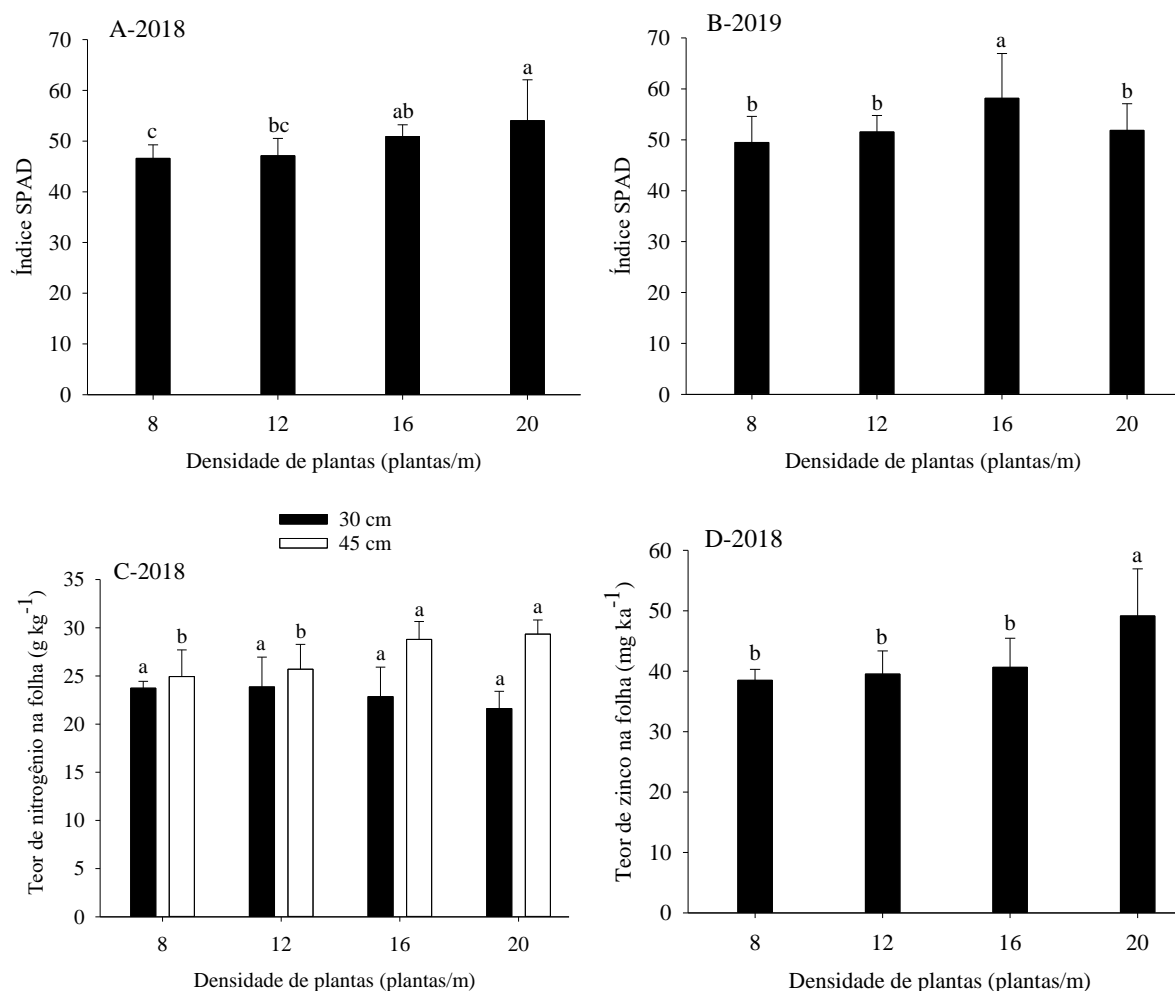 A-2018
70
60
50
40
30
20
10
0
Índice SPAD
c
bc
ab
a
8 12 16 20
Densidade de plantas (plantas/m)
B-2019
70
60
50
40
30
20
10
0
Índice SPAD
b
b
a
b
8 12 16 20
Densidade de plantas (plantas/m)
30 cm
45 cm
C-2018
35
30
25
20
15
10
5
0
Teor de nitrogênio na folha (g kg-1)
a b
a b
a a
a a
8 12 16 20
Densidade de plantas (plantas/m)
D-2018
60
50
40
30
20
10
0
Teor de zinco na folha (mg ka-1)
b
b
b
a
8 12 16 20
Densidade de plantas (plantas/m)